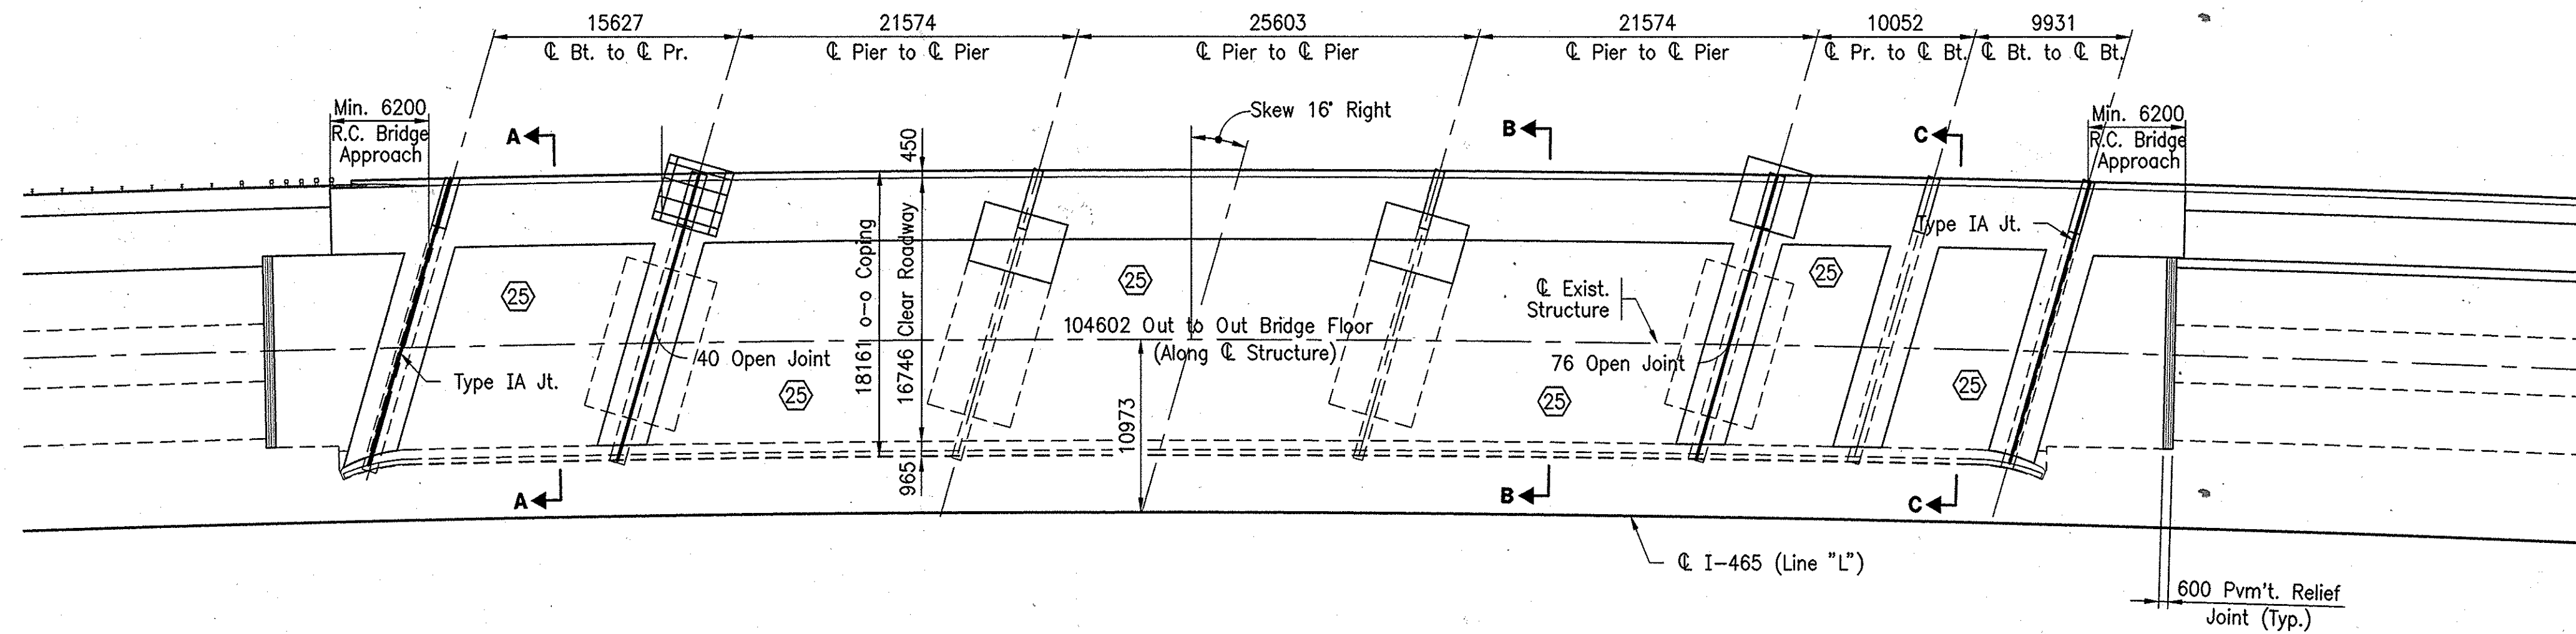 15627
℄ Bt. to ℄ Pr.
21574
℄ Pier to ℄ Pier
25603
℄ Pier to ℄ Pier
21574
℄ Pier to ℄ Pier
10052
℄ Pr. to ℄ Bt.
9931
℄ Bt. to ℄ Bt.
Min. 6200
R.C. Bridge
Approach
A
450
Skew 16° Right
B
C
Min. 6200
R.C. Bridge
Approach
Type IA Jt.
25
25
25
18161 o-o Coping
16746 Clear Roadway
℄ Exist.
Structure
104602 Out to Out Bridge Floor
(Along ℄ Structure)
40 Open Joint
76 Open Joint
Type IA Jt.
25
25
25
10973
965
A
B
C
℄ I-465 (Line "L")
600 Pvm't. Relief
Joint (Typ.)